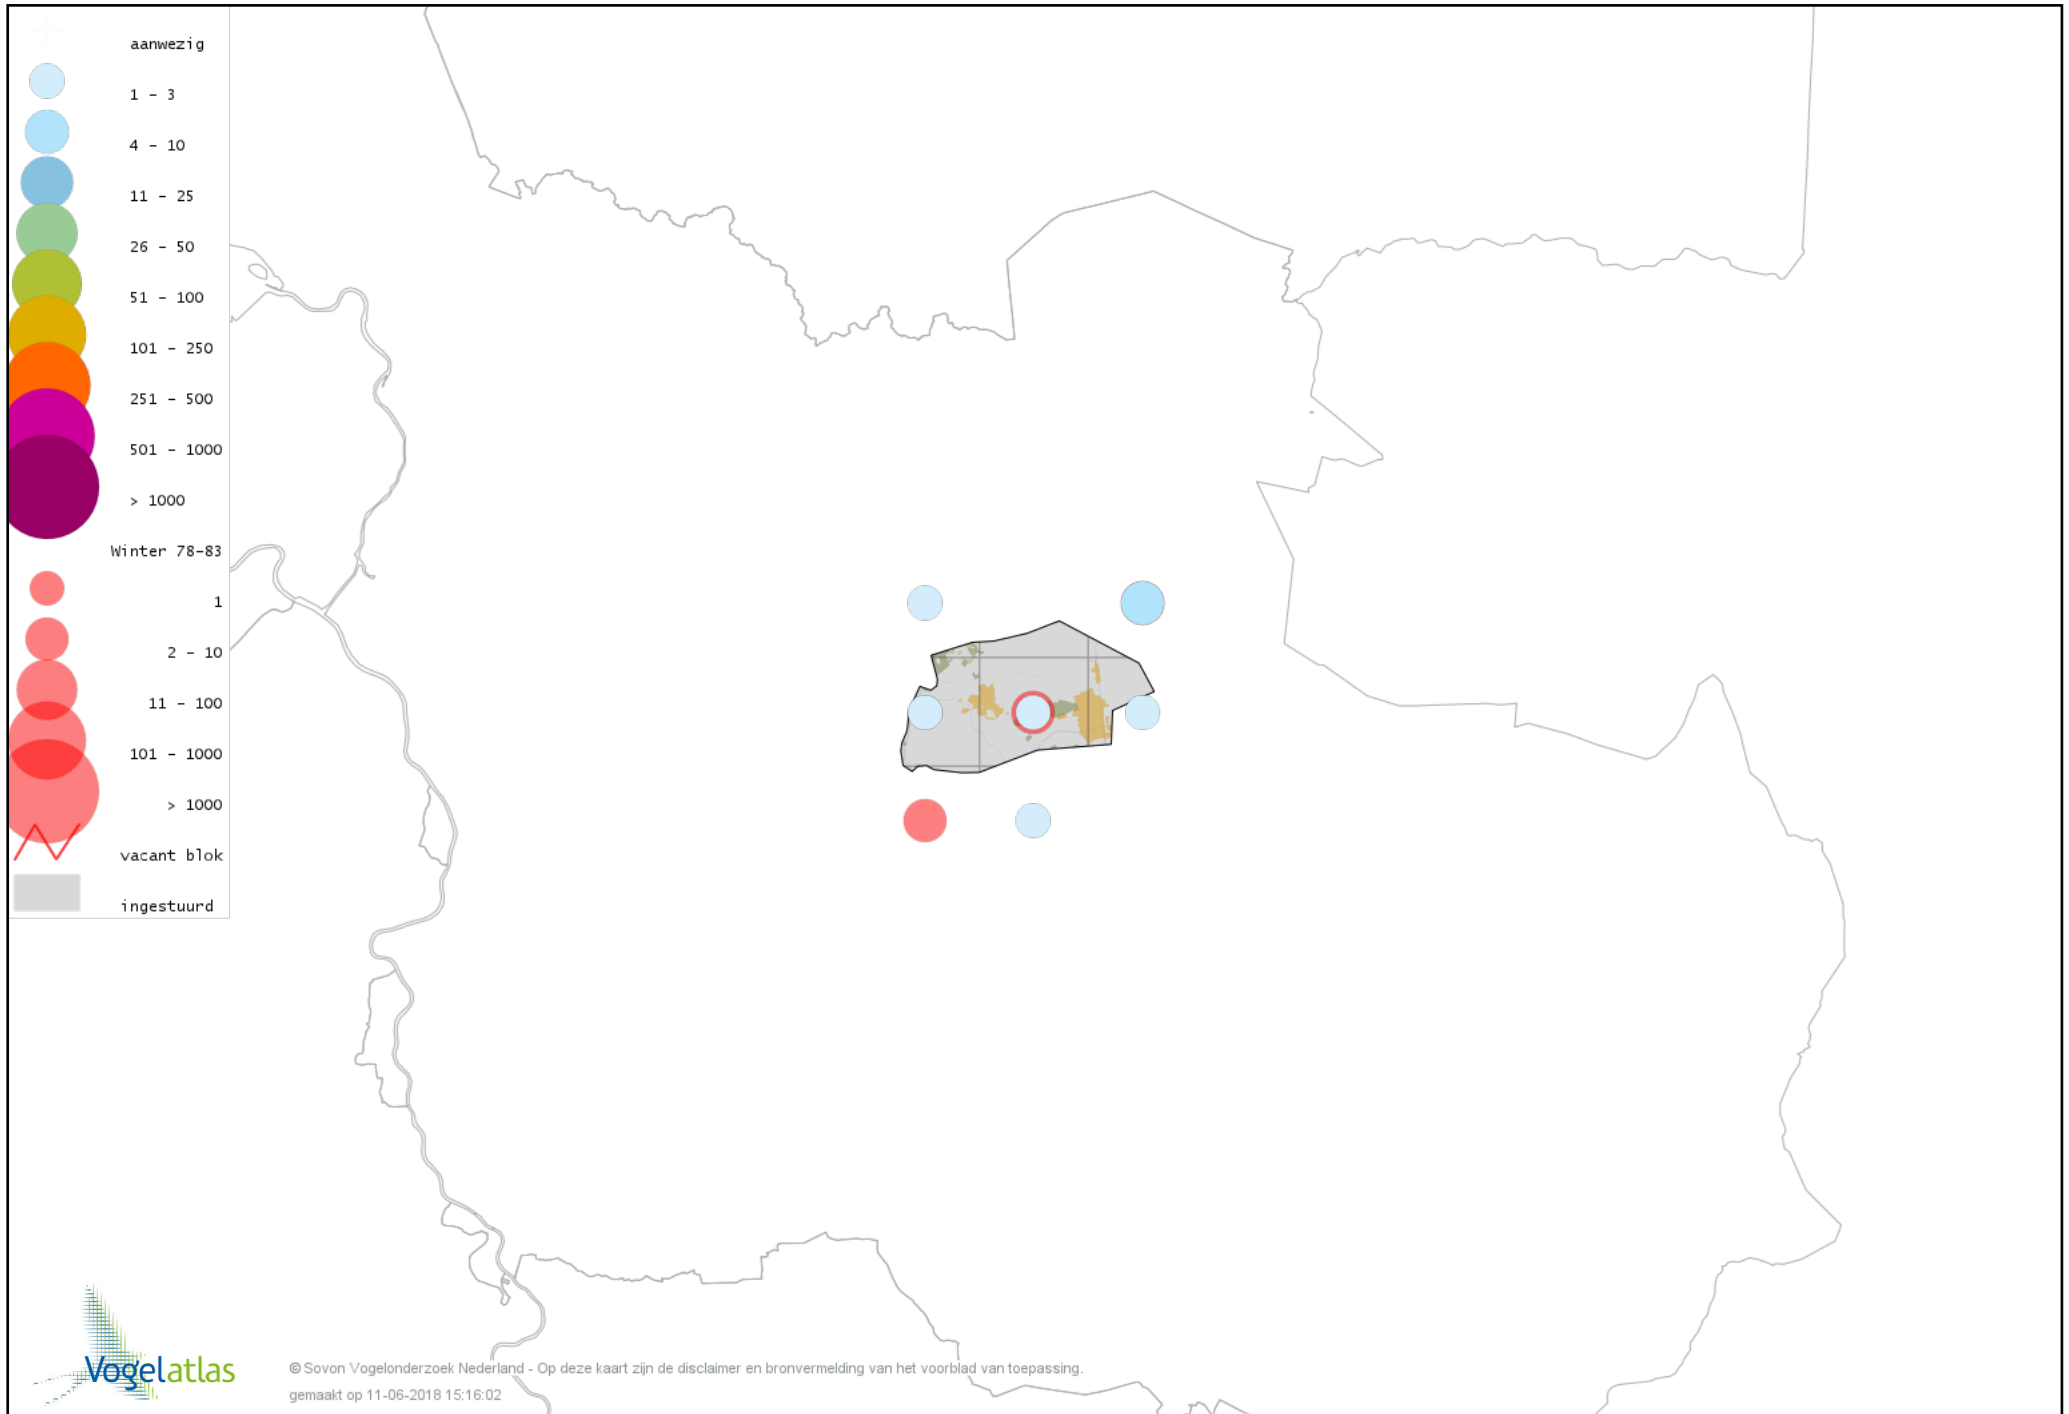 aanwezig
1 - 3
4 - 10
11 - 25
26 - 50
51 - 100
101 - 250
251 - 500
501 - 1000
> 1000
Winter 78-83
1
2 - 10
11 - 100
101 - 1000
> 1000
vacant blok
ingestuurd
Vogelatlas
© Sovon Vogelonderzoek Nederland - Op deze kaart zijn de disclaimer en bronvermelding van het voorblad van toepassing.
gemaakt op 11-06-2018 15:16:02